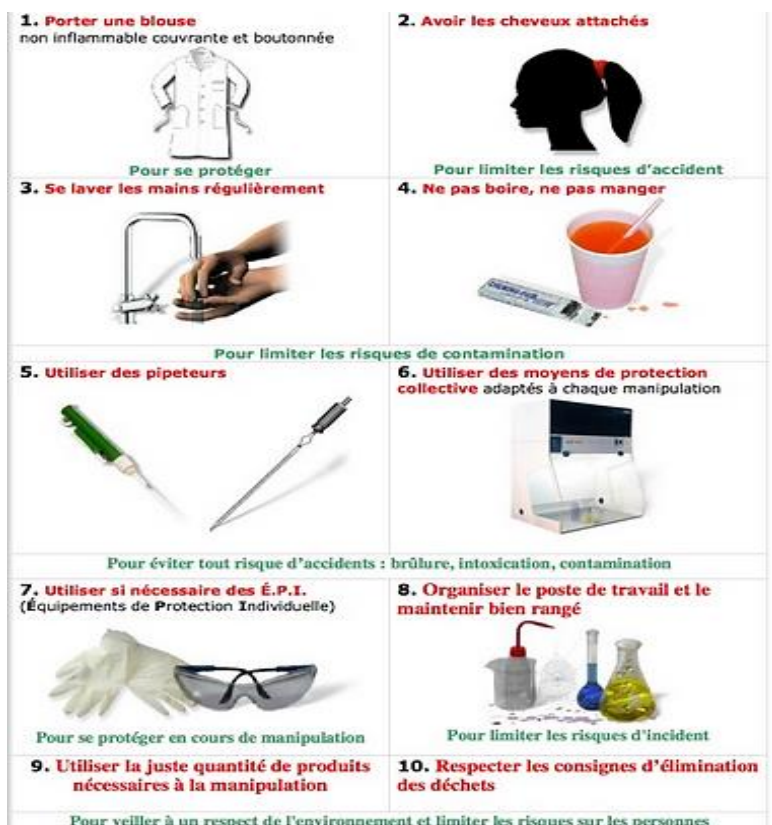 1. Porter une blouse
non inflammable couvrante et boutonnée
Pour se protéger
2. Avoir les cheveux attachés
Pour limiter les risques d'accident
3. Se laver les mains régulièrement
4. Ne pas boire, ne pas manger
Pour limiter les risques de contamination
5. Utiliser des pipeteurs
6. Utiliser des moyens de protection
collective adaptés à chaque manipulation
Pour éviter tout risque d'accidents : brûlure, intoxication, contamination
7. Utiliser si nécessaire des É.P.I.
(Équipements de Protection Individuelle)
Pour se protéger en cours de manipulation
8. Organiser le poste de travail et le
maintenir bien rangé
Pour limiter les risques d'incident
9. Utiliser la juste quantité de produits
nécessaires à la manipulation
10. Respecter les consignes d'élimination
des déchets
Pour veiller à un respect de l'environnement et limiter les risques sur les personnes